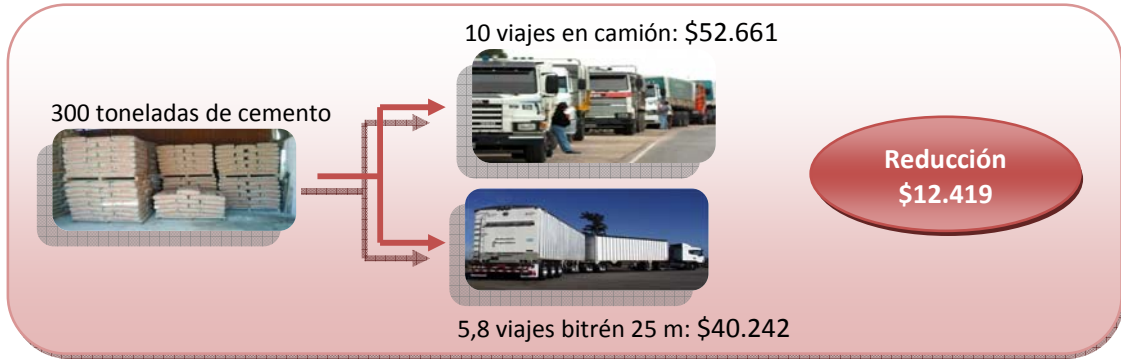 10 viajes en camión: $52.661
300 toneladas de cemento
Reducción
$12.419
5,8 viajes bitrén 25 m: $40.242